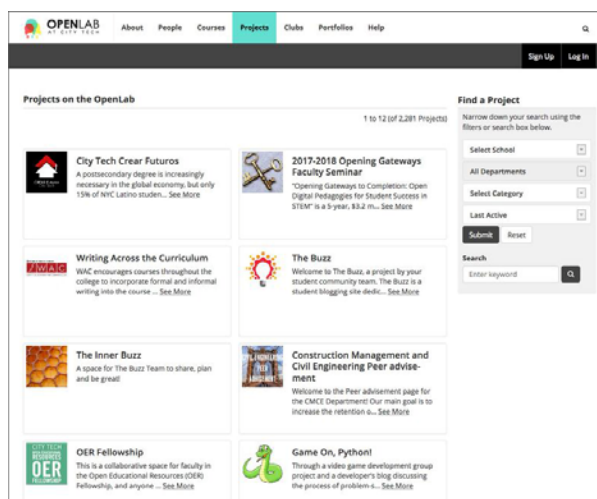 OPENLAB
AT CITY TECH
About People Courses Projects Clubs Portfolios Help
Sign Up Log In
Projects on the OpenLab
1 to 12 (of 2,281 Projects)
City Tech Crear Futuros
A postsecondary degree is increasingly
necessary in the global economy, but only
15% of NYC Latino studen... See More
2017-2018 Opening Gateways
Faculty Seminar
"Opening Gateways to Completion: Open
Digital Pedagogies for Student Success in
STEM" is a 5-year, $3.2 m... See More
Writing Across the Curriculum
WAC encourages courses throughout the
college to incorporate formal and informal
writing into the course ... See More
WAC
The Buzz
Welcome to The Buzz, a project by your
student community team. The Buzz is a
student blogging site dedic... See More
The Inner Buzz
A space for The Buzz Team to share, plan
and be great!
CIVIL ENGINEERING
PEER
ADVISEMENT
Construction Management and
Civil Engineering Peer advise-
ment
Welcome to the Peer advisement page for
the CMCE Department! Our main goal is to
increase the retention o... See More
CITY TECH
RESOURCES
OER
FELLOWSHIP
OER Fellowship
This is a collaborative space for faculty in
the Open Educational Resources (OER)
Fellowship, and anyone ... See More
Game On, Python!
Through a video game development group
project and a developer's blog discussing
the process of problem-s... See More
Find a Project
Narrow down your search using the
filters or search box below.
Select School
All Departments
Select Category
Last Active
Submit Reset
Search
Enter keyword